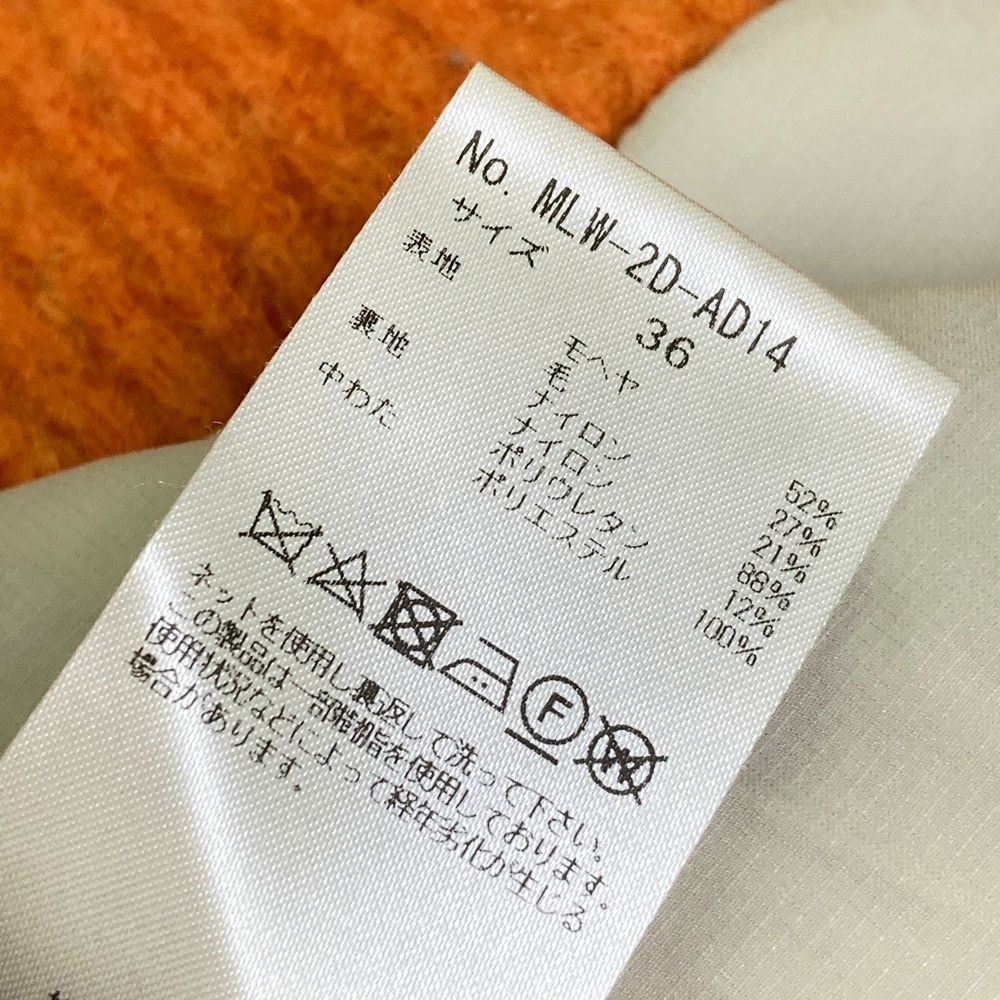 No. MLW-2D-AD14
サイズ 36
表地 モヘヤ 52%
毛 27%
ナイロン 21%
裏地 ナイロン 88%
ポリウレタン 12%
中わた ポリエステル 100%
F W
ネットを使用し裏返して洗って下さい。
この製品は一部樹脂を使用しております。
使用状況などによって経年劣化が生じる
場合があります。